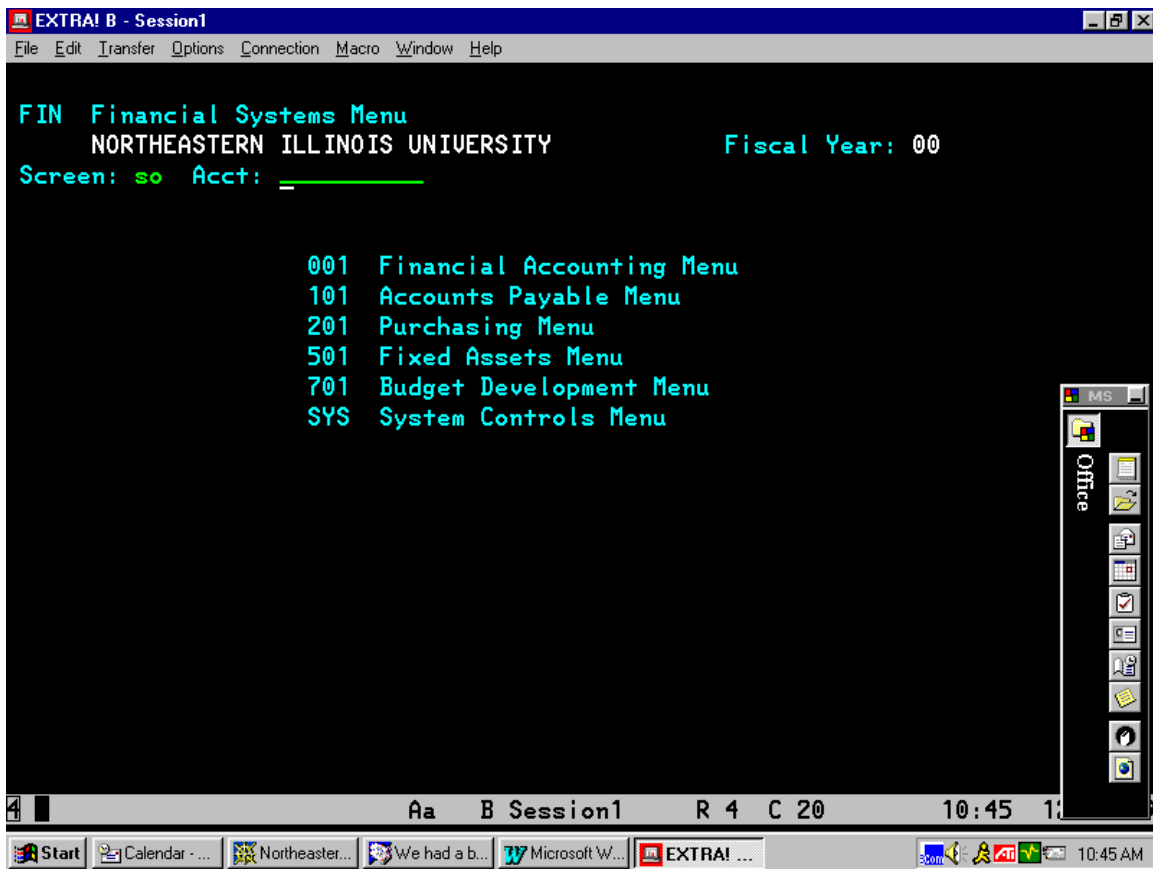 EXTRA! B - Session1
File Edit Transfer Options Connection Macro Window Help
FIN Financial Systems Menu
NORTHEASTERN ILLINOIS UNIVERSITY Fiscal Year: 00
Screen: so Acct:
001 Financial Accounting Menu
101 Accounts Payable Menu
201 Purchasing Menu
501 Fixed Assets Menu
701 Budget Development Menu
SYS System Controls Menu
MS
Office
4 Aa B Session1 R 4 C 20 10:45
Start Calendar - ... Northeaster... We had a b... Microsoft W... EXTRA! ... 3Com ATI 10:45 AM